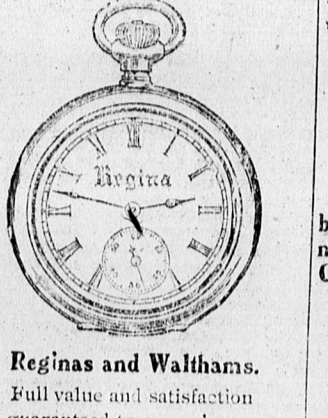 Regina
Reginas and Walthams.
Full value and satisfaction